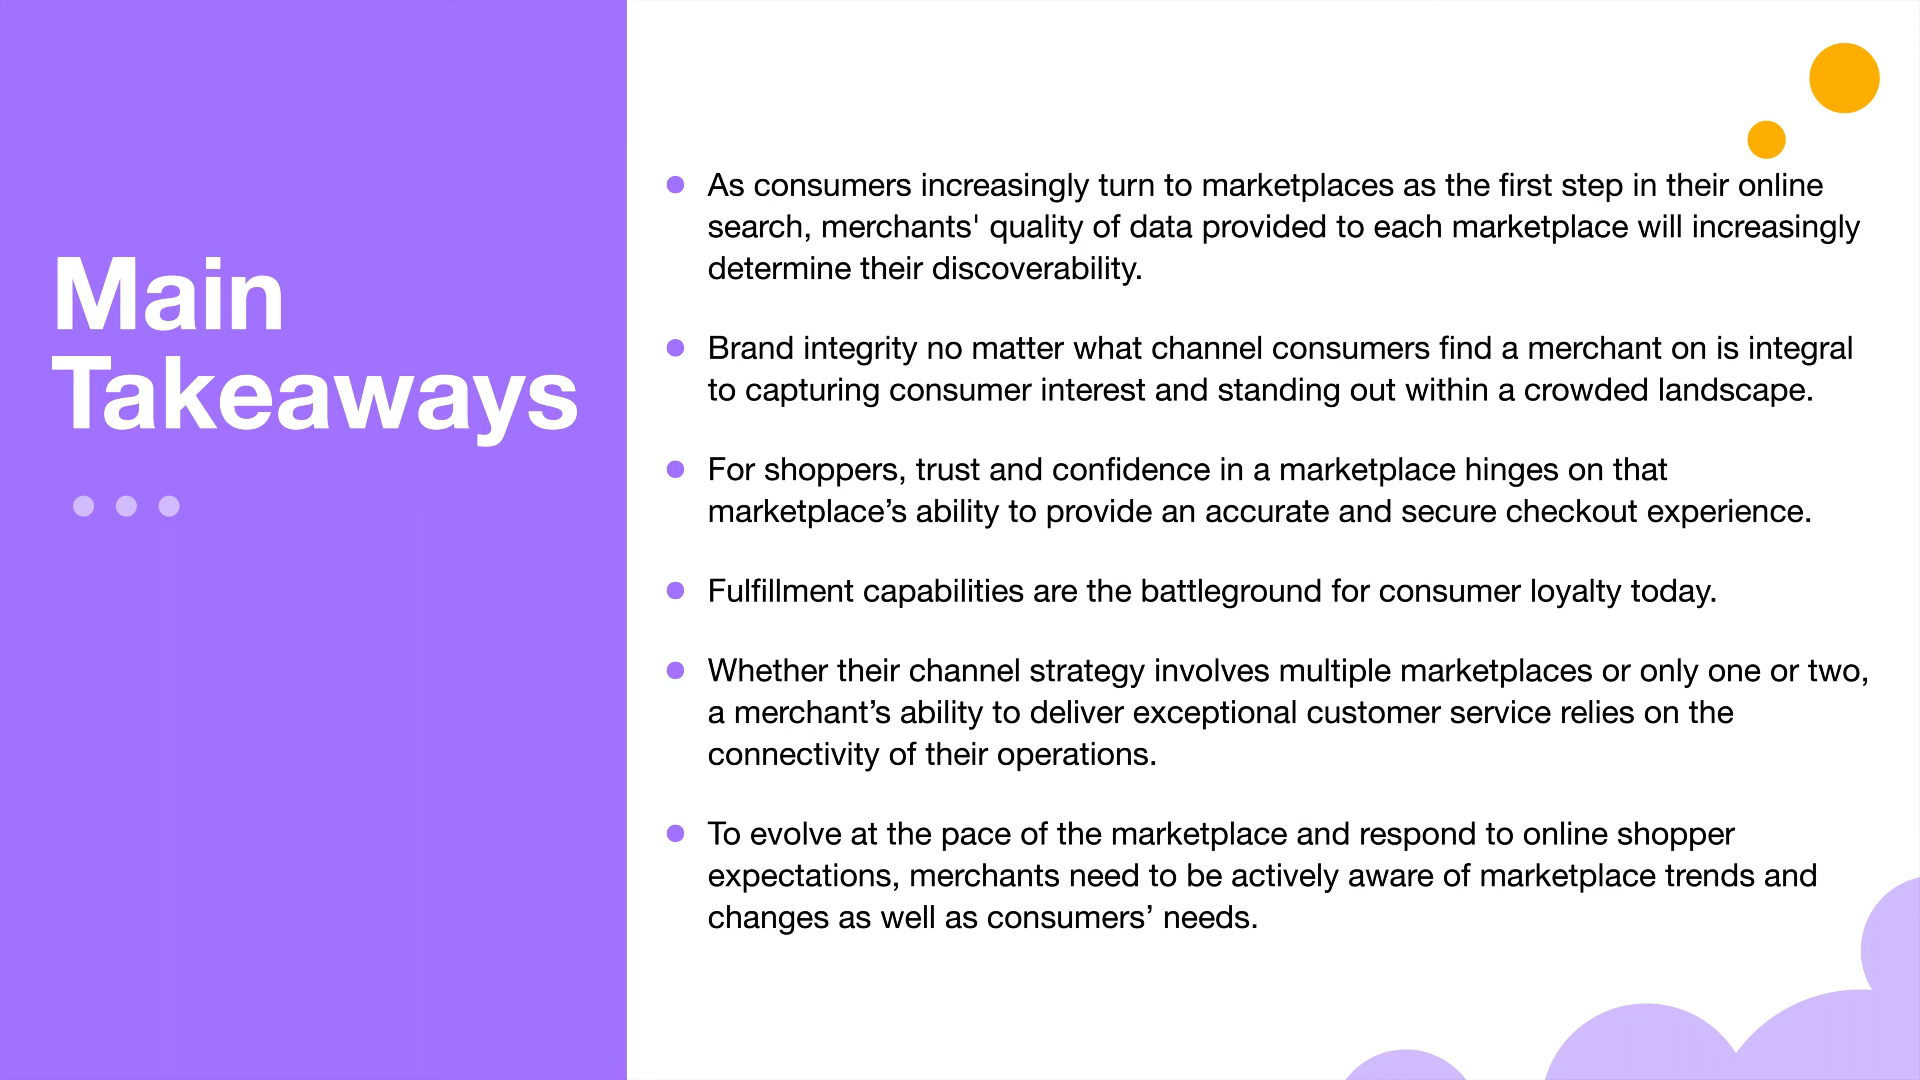 Main
Takeaways
As consumers increasingly turn to marketplaces as the first step in their online
search, merchants' quality of data provided to each marketplace will increasingly
determine their discoverability.
Brand integrity no matter what channel consumers find a merchant on is integral
to capturing consumer interest and standing out within a crowded landscape.
For shoppers, trust and confidence in a marketplace hinges on that
marketplace’s ability to provide an accurate and secure checkout experience.
Fulfillment capabilities are the battleground for consumer loyalty today.
Whether their channel strategy involves multiple marketplaces or only one or two,
a merchant’s ability to deliver exceptional customer service relies on the
connectivity of their operations.
To evolve at the pace of the marketplace and respond to online shopper
expectations, merchants need to be actively aware of marketplace trends and
changes as well as consumers’ needs.